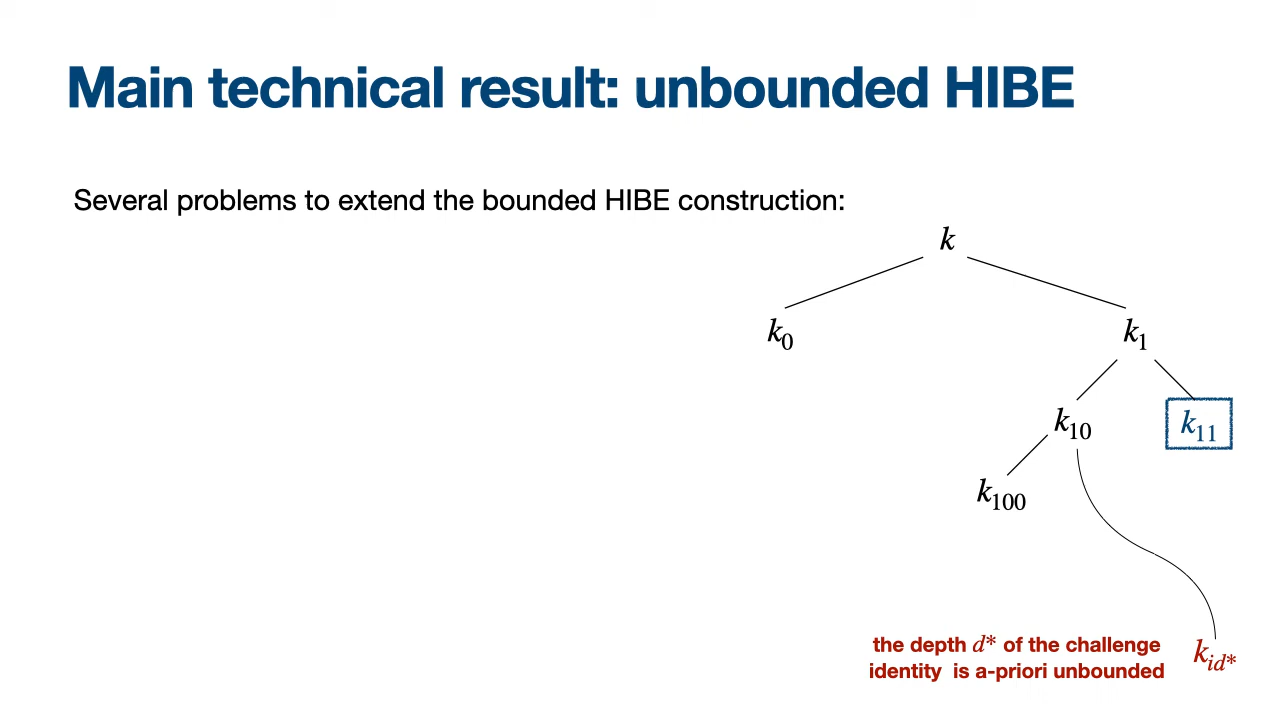 Main technical result: unbounded HIBE
Several problems to extend the bounded HIBE construction:
k
k0
k1
k10
k11
k100
the depth d* of the challenge
identity is a-priori unbounded
kid*